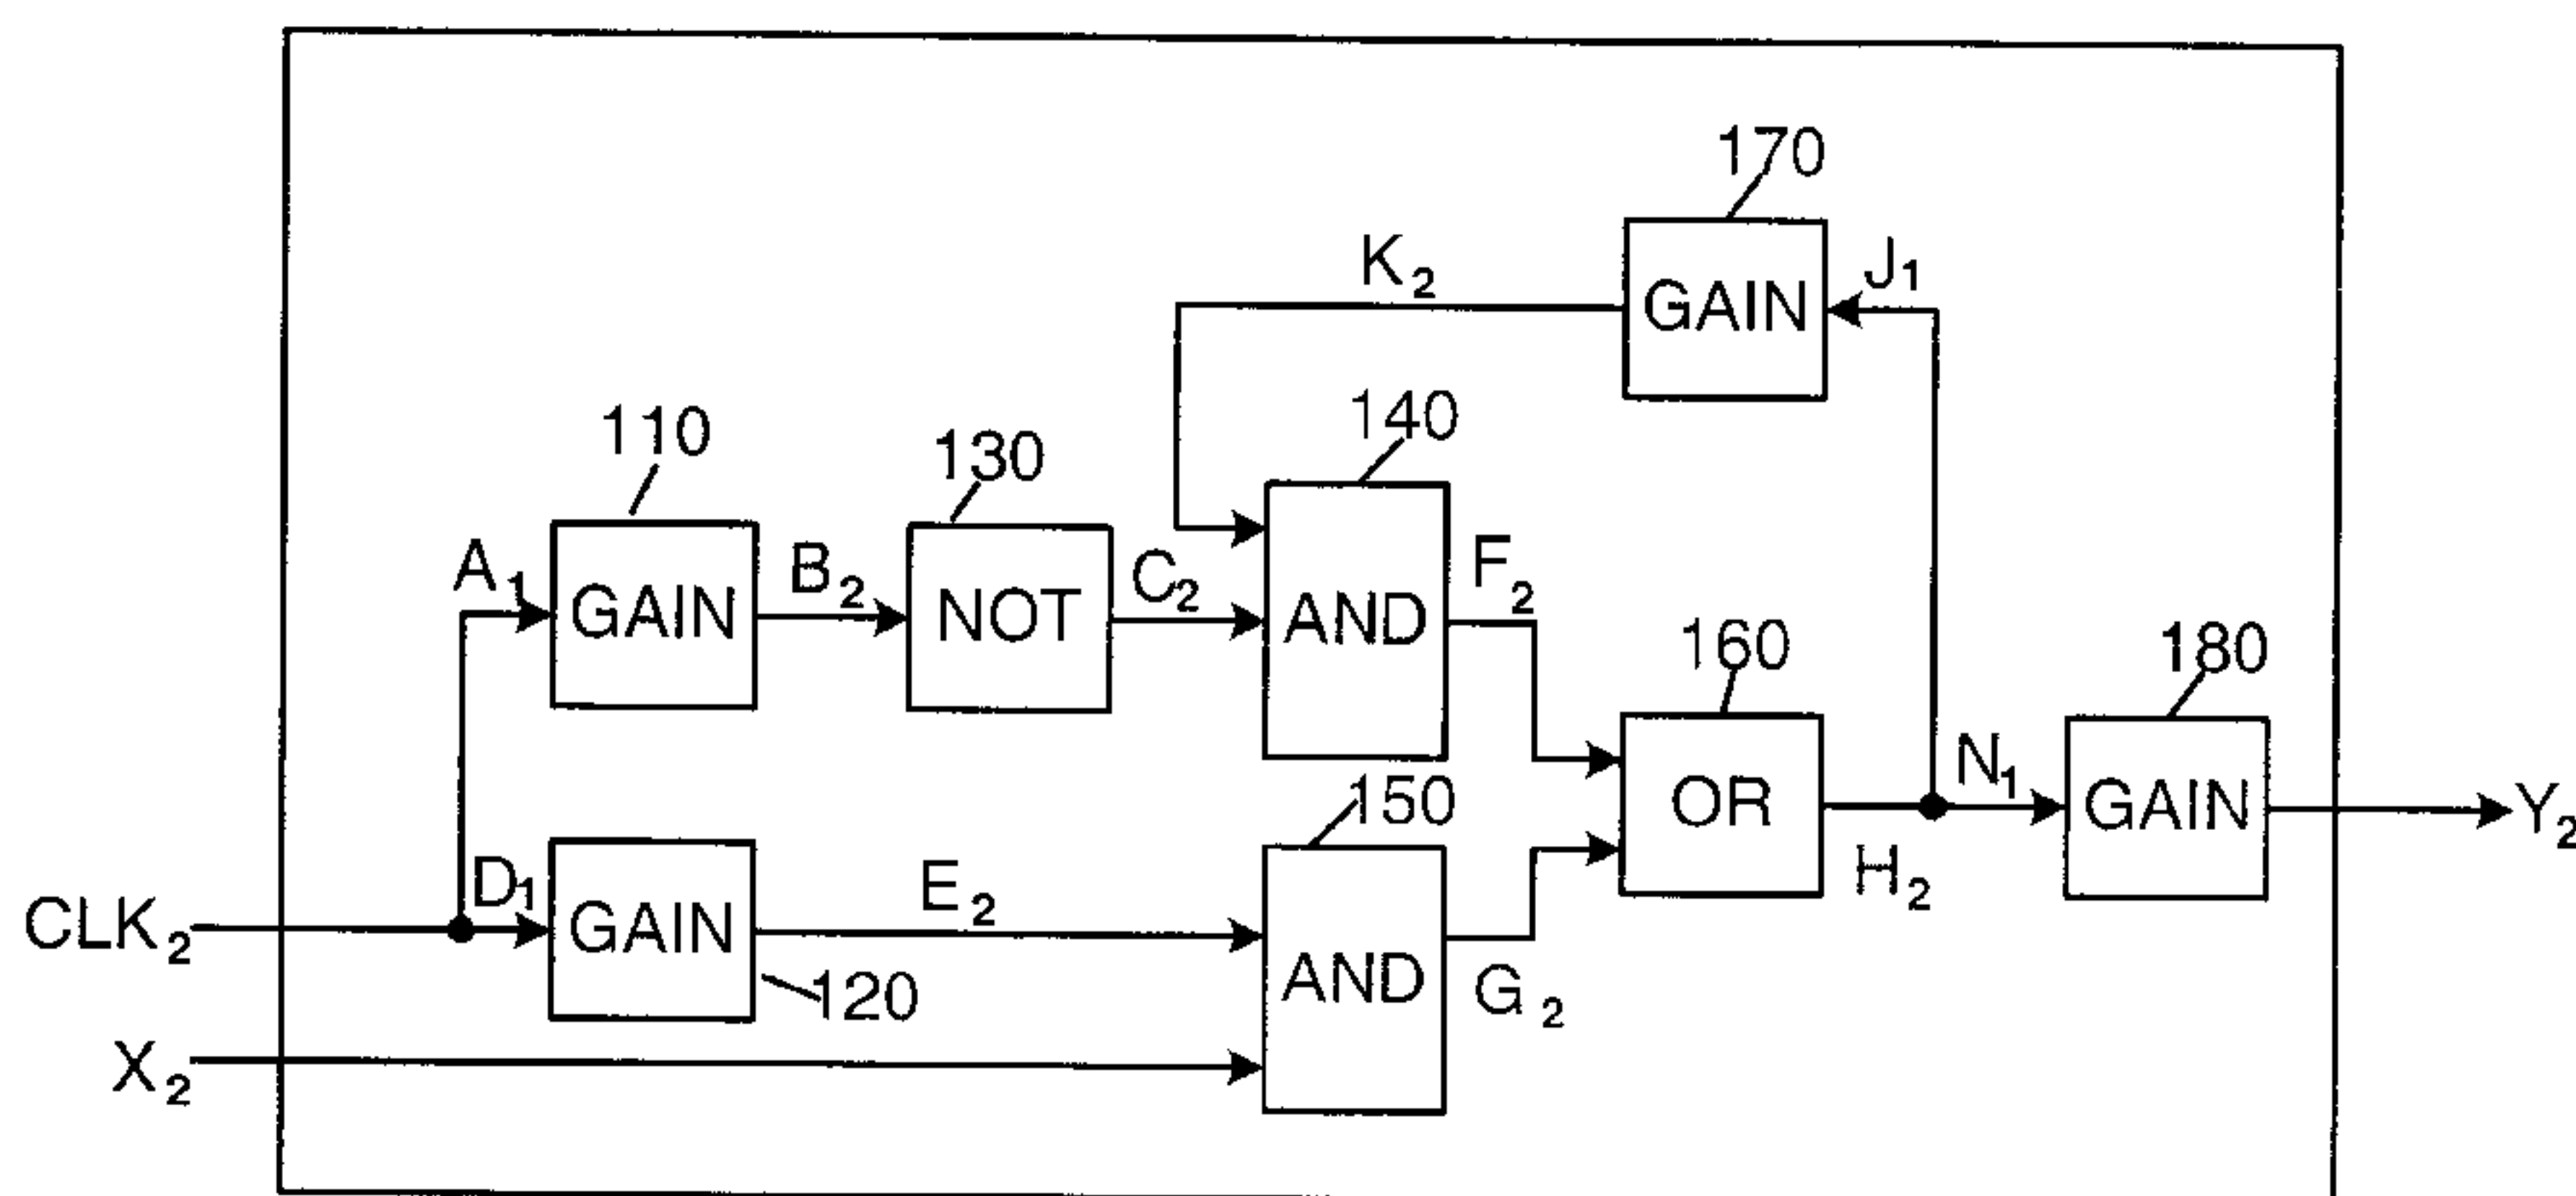 170
K₂
J₁
GAIN
110
130
140
A₁
B₂
C₂
F₂
GAIN
NOT
AND
160
180
150
N₁
D₁
E₂
OR
GAIN
Y₂
CLK₂
GAIN
H₂
AND
G₂
120
X₂